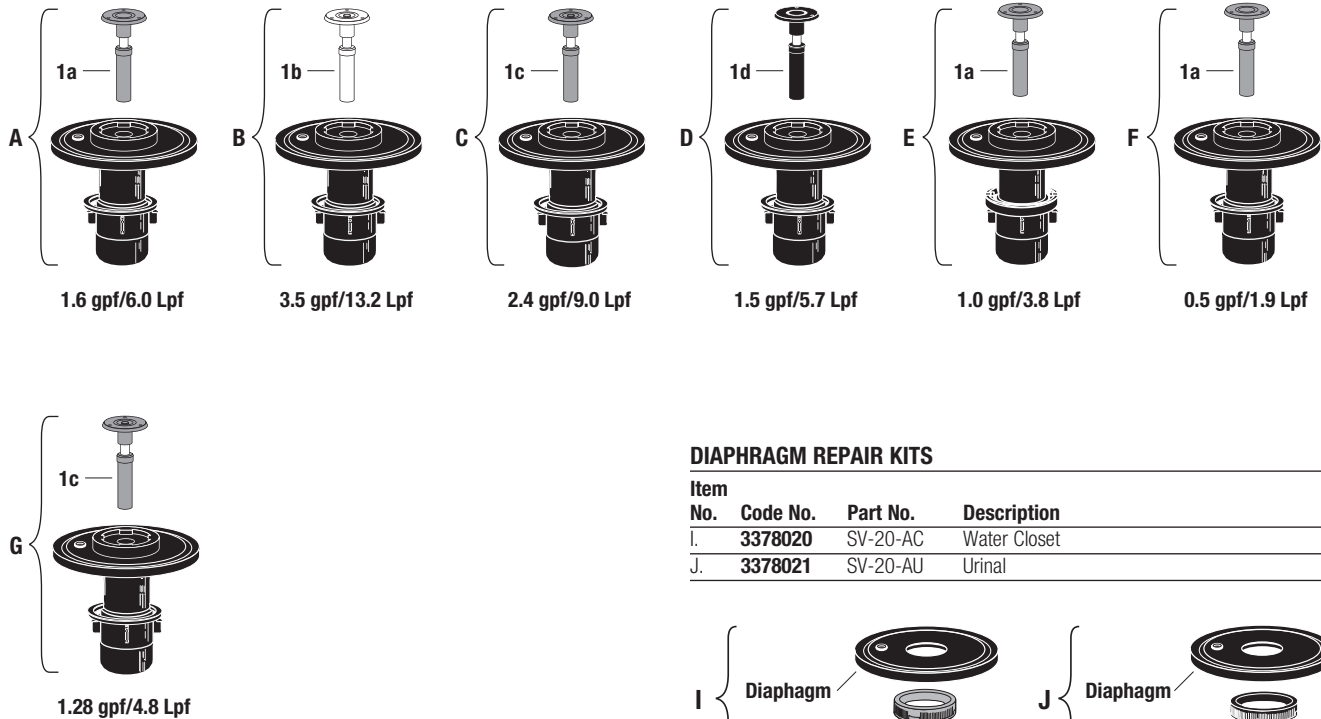 A
1a
1.6 gpf/6.0 Lpf
B
1b
3.5 gpf/13.2 Lpf
C
1c
2.4 gpf/9.0 Lpf
D
1d
1.5 gpf/5.7 Lpf
E
1a
1.0 gpf/3.8 Lpf
F
1a
0.5 gpf/1.9 Lpf
G
1c
1.28 gpf/4.8 Lpf
DIAPHRAGM REPAIR KITS
Item
No. Code No. Part No. Description
I. 3378020 SV-20-AC Water Closet
J. 3378021 SV-20-AU Urinal
I
Diaphagm
J
Diaphagm